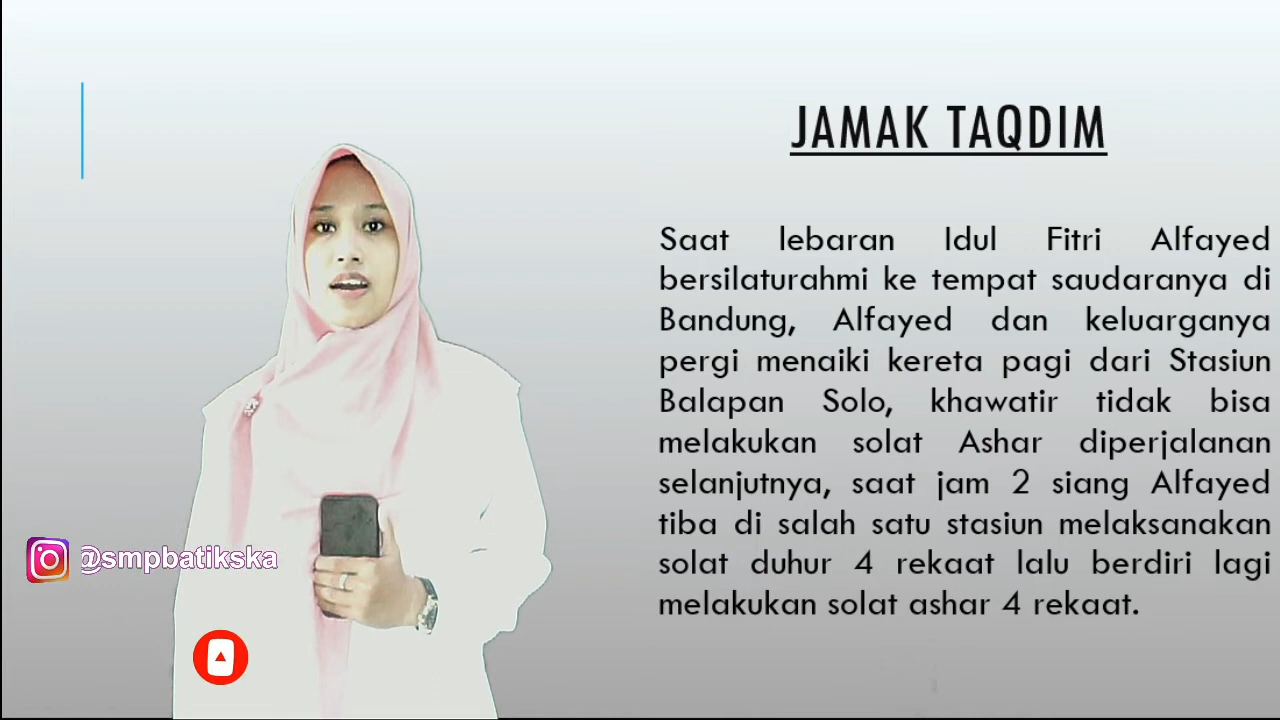 JAMAK TAQDIM
Saat lebaran Idul Fitri Alfayed
bersilaturahmi ke tempat saudaranya di
Bandung, Alfayed dan keluarganya
pergi menaiki kereta pagi dari Stasiun
Balapan Solo, khawatir tidak bisa
melakukan solat Ashar diperjalanan
selanjutnya, saat jam 2 siang Alfayed
tiba di salah satu stasiun melaksanakan
solat duhur 4 rekaat lalu berdiri lagi
melakukan solat ashar 4 rekaat.
@smpbatikska